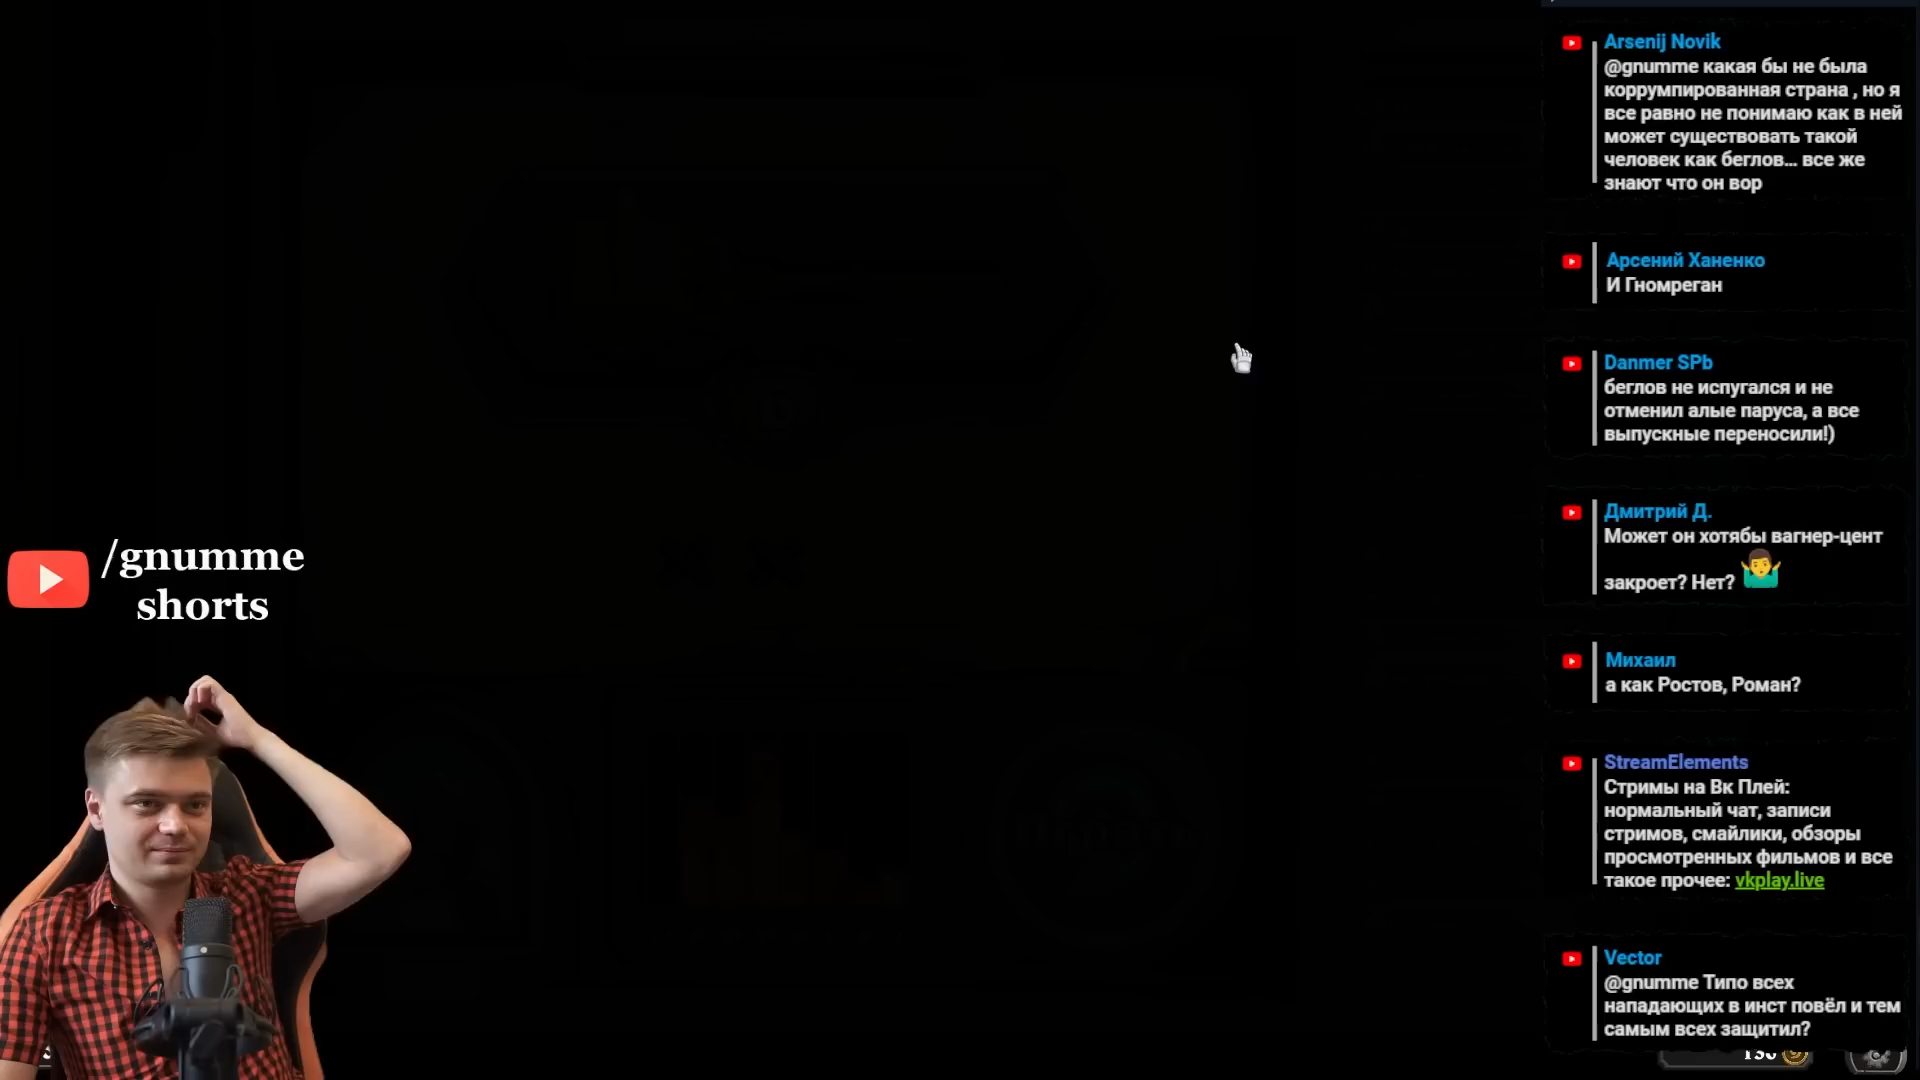 Arsenij Novik
@gnumme какая бы не была
коррумпированная страна , но я
все равно не понимаю как в ней
может существовать такой
человек как беглов... все же
знают что он вор
Арсений Ханенко
И Гномреган
Danmer SPb
беглов не испугался и не
отменил алые паруса, а все
выпускные переносили!)
Дмитрий Д.
Может он хотябы вагнер-цент
закроет? Нет? 🤷‍♂️
Михаил
а как Ростов, Роман?
StreamElements
Стримы на Вк Плей:
нормальный чат, записи
стримов, смайлики, обзоры
просмотренных фильмов и все
такое прочее: vkplay.live
Vector
@gnumme Типо всех
нападающих в инст повёл и тем
самым всех защитил?
/gnumme
shorts